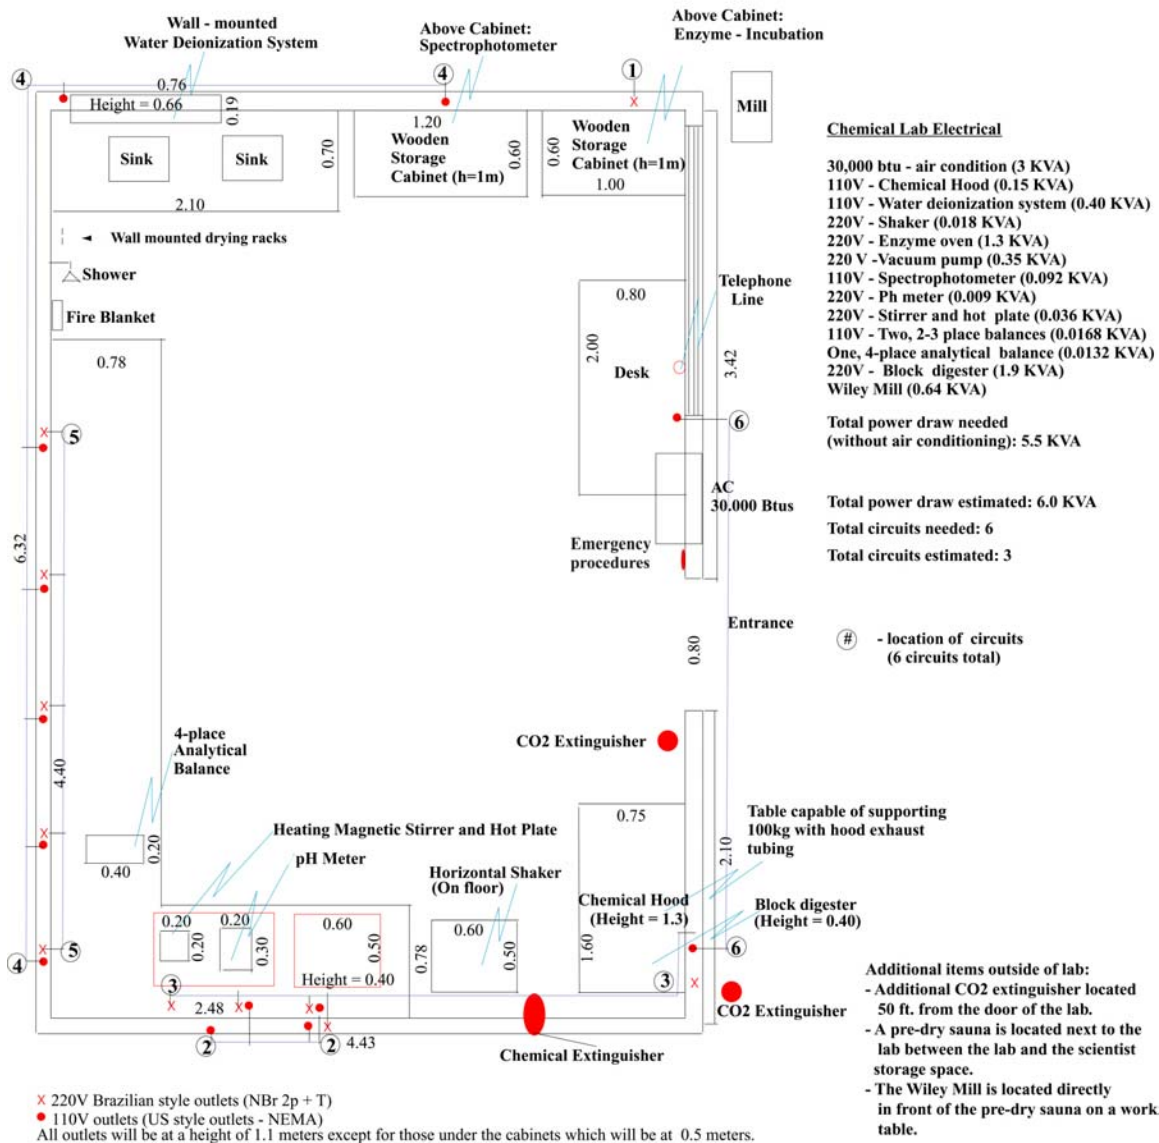 Wall - mounted
Water Deionization System
Above Cabinet:
Spectrophotometer
Above Cabinet:
Enzyme - Incubation
4
0.76
4
1
Height = 0.66
0.19
Mill
1.20
Wooden
Storage
Cabinet (h=1m)
0.60
0.60
Wooden
Storage
Cabinet (h=1m)
1.00
Sink
Sink
0.70
2.10
Wall mounted drying racks
Shower
Fire Blanket
0.78
0.80
2.00
Desk
Telephone
Line
3.42
5
6
AC
30.000 Btus
6.32
Emergency
procedures
Entrance
0.80
4-place
Analytical
Balance
CO2 Extinguisher
4.40
0.20
0.40
Heating Magnetic Stirrer and Hot Plate
pH Meter
Horizontal Shaker
(On floor)
0.75
Table capable of supporting
100kg with hood exhaust
tubing
2.10
Chemical Hood
(Height = 1.3)
Block digester
(Height = 0.40)
0.20
0.20
0.20
0.30
0.60
0.50
Height = 0.40
0.78
0.60
0.50
1.60
6
3
5
4
3
2.48
2
2
4.43
CO2 Extinguisher
Chemical Extinguisher
Chemical Lab Electrical
30,000 btu - air condition (3 KVA)
110V - Chemical Hood (0.15 KVA)
110V - Water deionization system (0.40 KVA)
220V - Shaker (0.018 KVA)
220V - Enzyme oven (1.3 KVA)
220 V -Vacuum pump (0.35 KVA)
110V - Spectrophotometer (0.092 KVA)
220V - Ph meter (0.009 KVA)
220V - Stirrer and hot plate (0.036 KVA)
110V - Two, 2-3 place balances (0.0168 KVA)
One, 4-place analytical balance (0.0132 KVA)
220V - Block digester (1.9 KVA)
Wiley Mill (0.64 KVA)
Total power draw needed
(without air conditioning): 5.5 KVA
Total power draw estimated: 6.0 KVA
Total circuits needed: 6
Total circuits estimated: 3
# - location of circuits
(6 circuits total)
Additional items outside of lab:
- Additional CO2 extinguisher located
50 ft. from the door of the lab.
- A pre-dry sauna is located next to the
lab between the lab and the scientist
storage space.
- The Wiley Mill is located directly
in front of the pre-dry sauna on a work
table.
X 220V Brazilian style outlets (NBr 2p + T)
110V outlets (US style outlets - NEMA)
All outlets will be at a height of 1.1 meters except for those under the cabinets which will be at 0.5 meters.